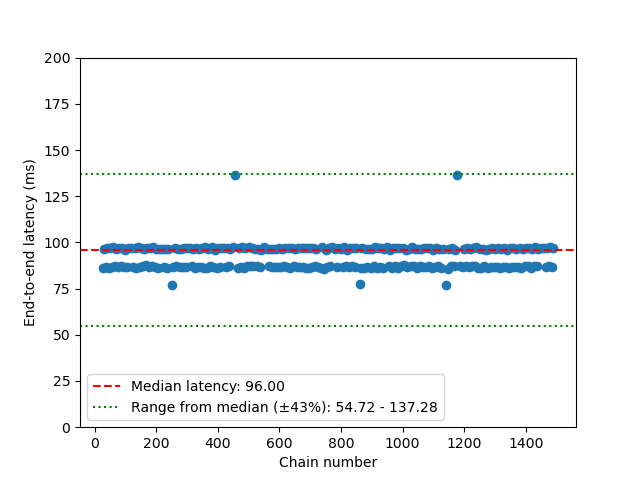 200
175
150
125
100
75
50
25
0
End-to-end latency (ms)
Median latency: 96.00
Range from median (±43%): 54.72 - 137.28
0 200 400 600 800 1000 1200 1400
Chain number